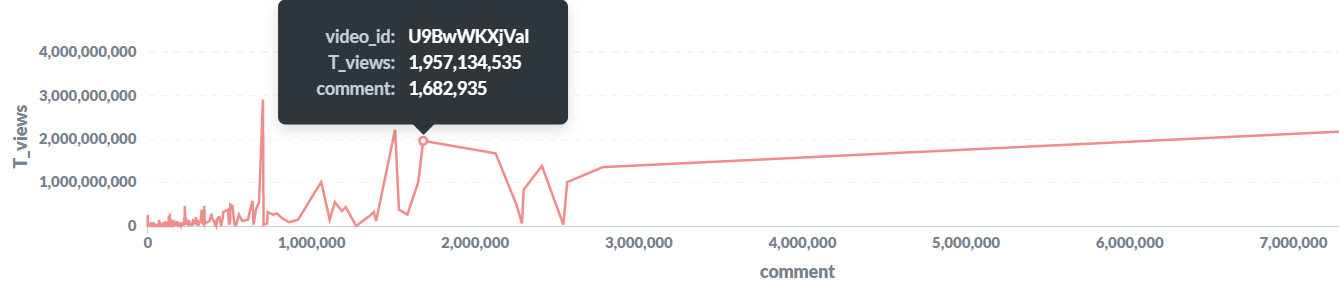 video_id: U9BwWKXjVaI
T_views: 1,957,134,535
comment: 1,682,935
4,000,000,000
3,000,000,000
2,000,000,000
1,000,000,000
0
T_views
0 1,000,000 2,000,000 3,000,000 4,000,000 5,000,000 6,000,000 7,000,000
comment